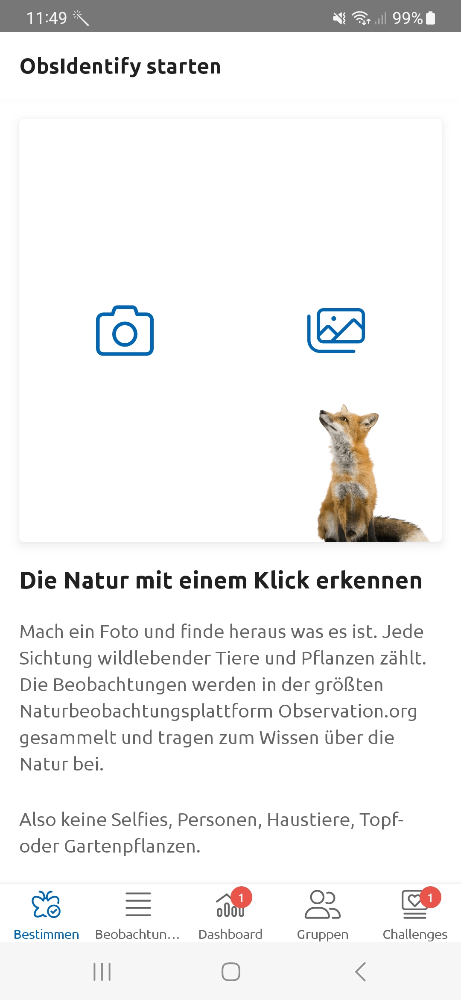 11:49 99%
ObsIdentify starten
Die Natur mit einem Klick erkennen
Mach ein Foto und finde heraus was es ist. Jede
Sichtung wildlebender Tiere und Pflanzen zählt.
Die Beobachtungen werden in der größten
Naturbeobachtungsplattform Observation.org
gesammelt und tragen zum Wissen über die
Natur bei.
Also keine Selfies, Personen, Haustiere, Topf-
oder Gartenpflanzen.
1 1
Bestimmen Beobachtun... Dashboard Gruppen Challenges